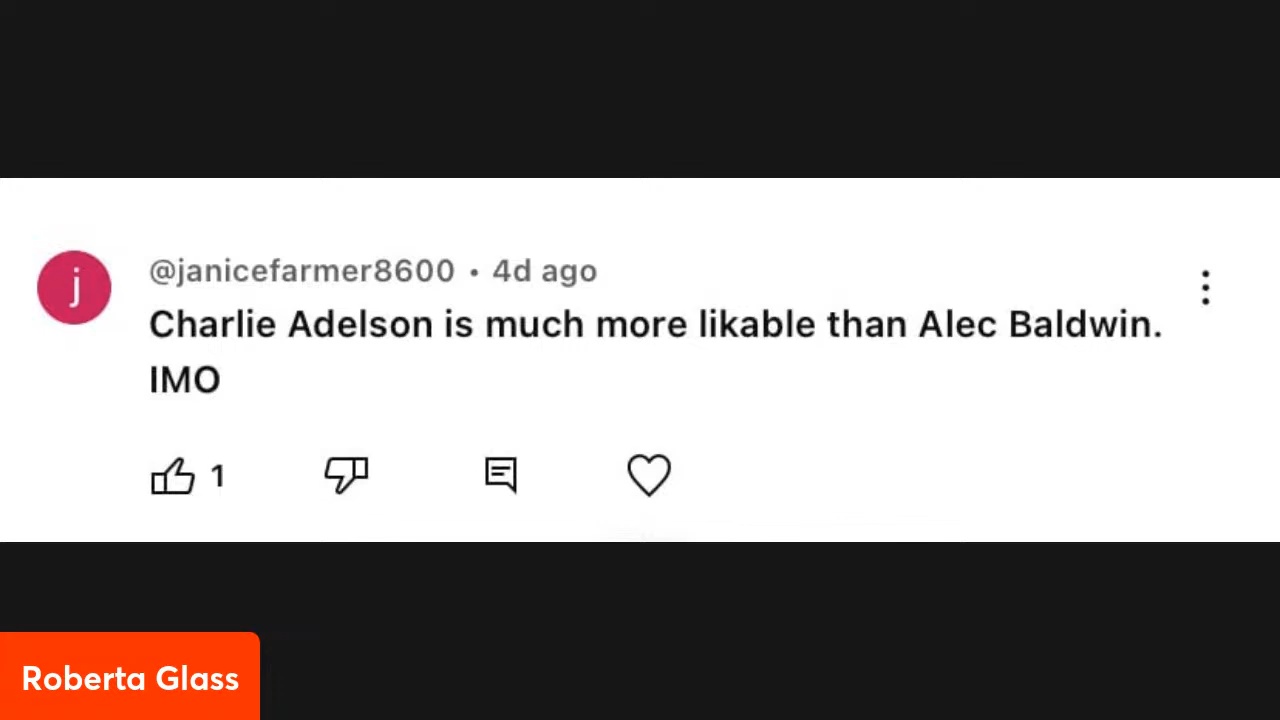 j
@janicefarmer8600 • 4d ago
Charlie Adelson is much more likable than Alec Baldwin.
IMO
1
Roberta Glass